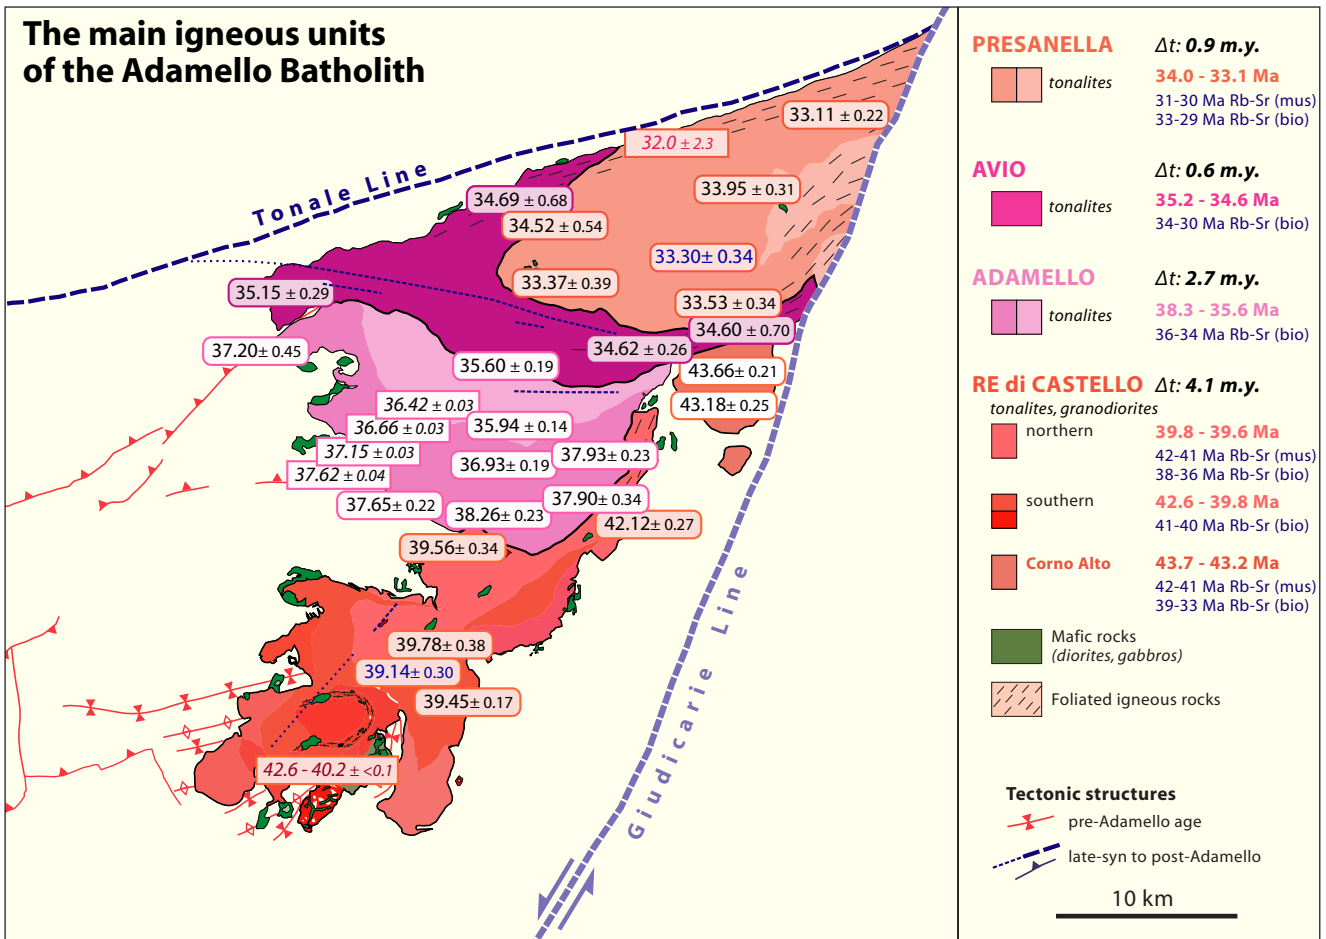 The main igneous units
of the Adamello Batholith
Tonale Line
Giudicarie Line
33.11 ± 0.22
32.0 ± 2.3
33.95 ± 0.31
34.69 ± 0.68
34.52 ± 0.54
33.30± 0.34
33.37 ± 0.39
35.15 ± 0.29
33.53 ± 0.34
34.60 ± 0.70
34.62 ± 0.26
37.20± 0.45
35.60 ± 0.19
43.66± 0.21
43.18± 0.25
36.42 ± 0.03
36.66 ± 0.03
35.94 ± 0.14
37.15 ± 0.03
37.93± 0.23
36.93± 0.19
37.62 ± 0.04
37.65± 0.22
37.90± 0.34
38.26± 0.23
42.12± 0.27
39.56± 0.34
39.78± 0.38
39.14± 0.30
39.45± 0.17
42.6 - 40.2 ± <0.1
PRESANELLA Δt: 0.9 m.y.
tonalites 34.0 - 33.1 Ma
31-30 Ma Rb-Sr (mus)
33-29 Ma Rb-Sr (bio)
AVIO Δt: 0.6 m.y.
tonalites 35.2 - 34.6 Ma
34-30 Ma Rb-Sr (bio)
ADAMELLO Δt: 2.7 m.y.
tonalites 38.3 - 35.6 Ma
36-34 Ma Rb-Sr (bio)
RE di CASTELLO Δt: 4.1 m.y.
tonalites, granodiorites
northern 39.8 - 39.6 Ma
42-41 Ma Rb-Sr (mus)
38-36 Ma Rb-Sr (bio)
southern 42.6 - 39.8 Ma
41-40 Ma Rb-Sr (bio)
Corno Alto 43.7 - 43.2 Ma
42-41 Ma Rb-Sr (mus)
39-33 Ma Rb-Sr (bio)
Mafic rocks
(diorites, gabbros)
Foliated igneous rocks
Tectonic structures
pre-Adamello age
late-syn to post-Adamello
10 km